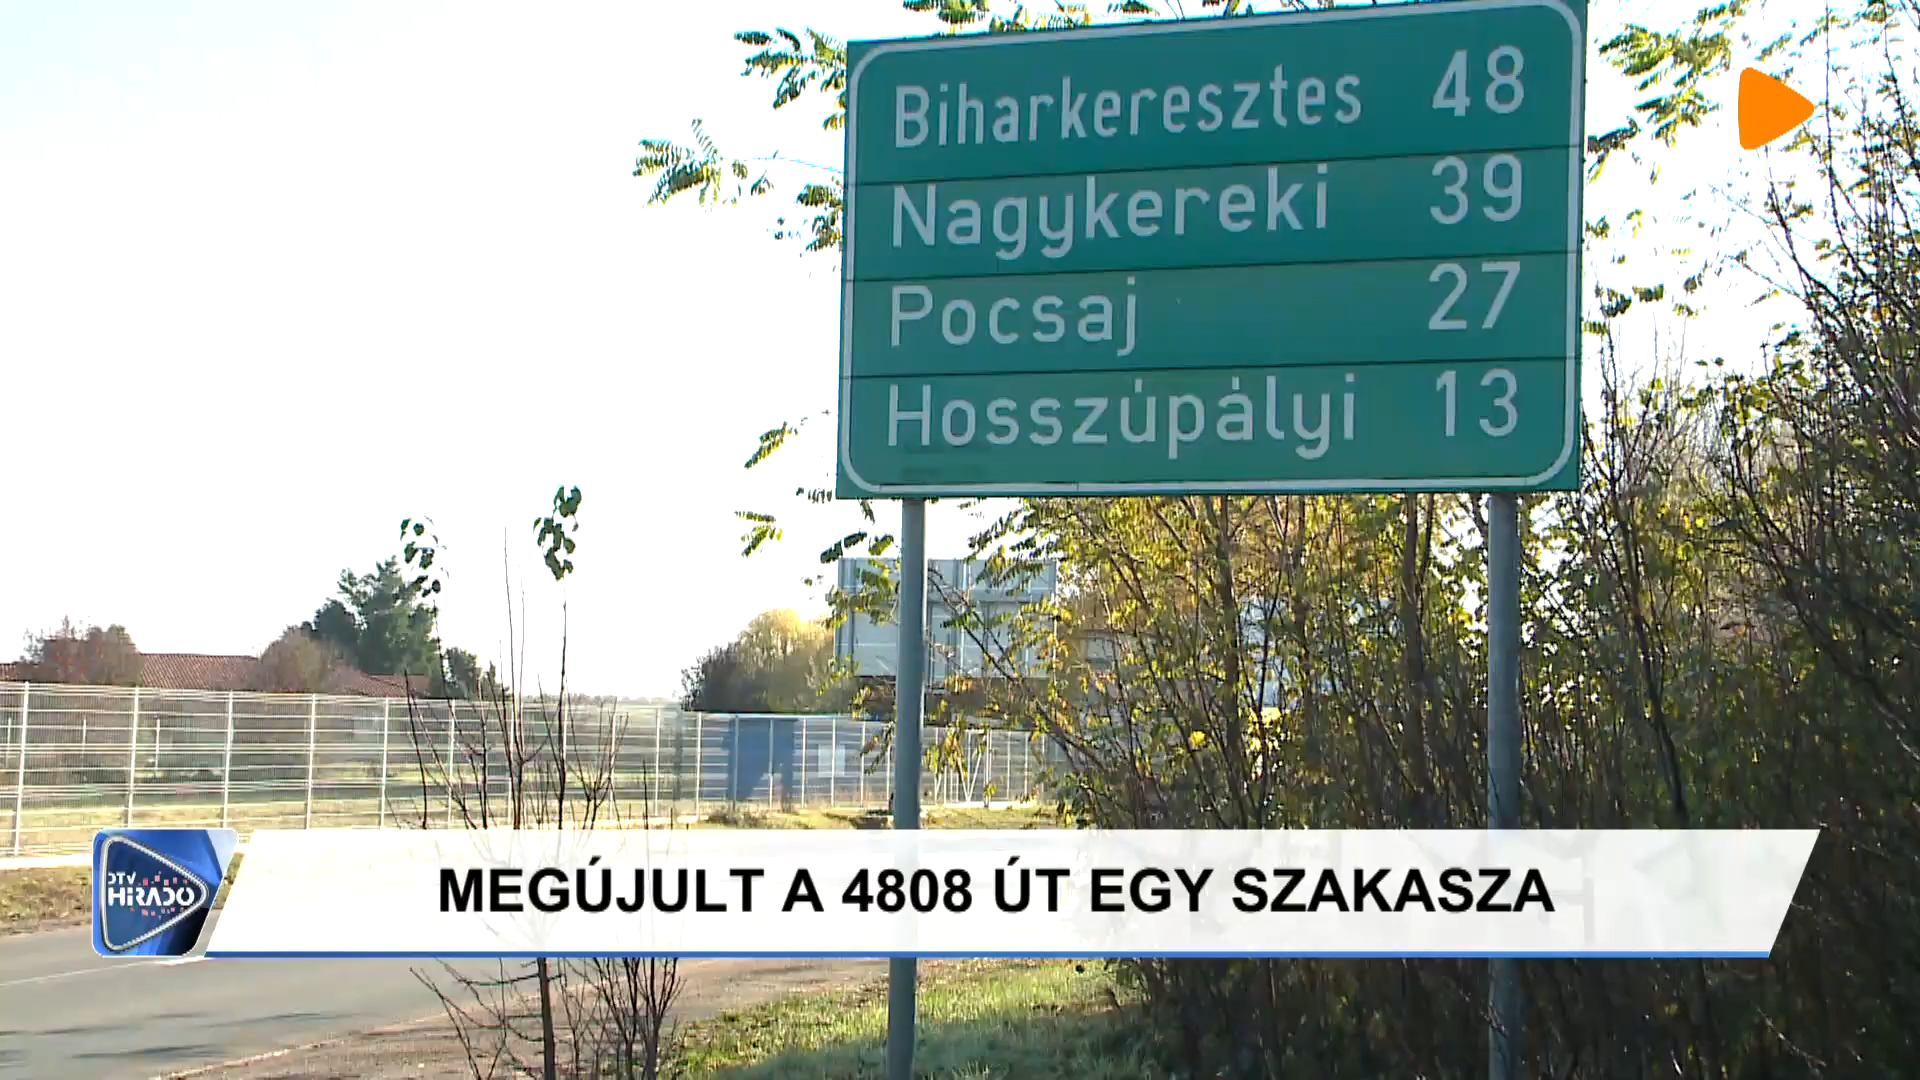 Biharkeresztes 48
Nagykereki 39
Pocsaj 27
Hosszúpályi 13
DTV
HÍRADÓ
MEGÚJULT A 4808 ÚT EGY SZAKASZA